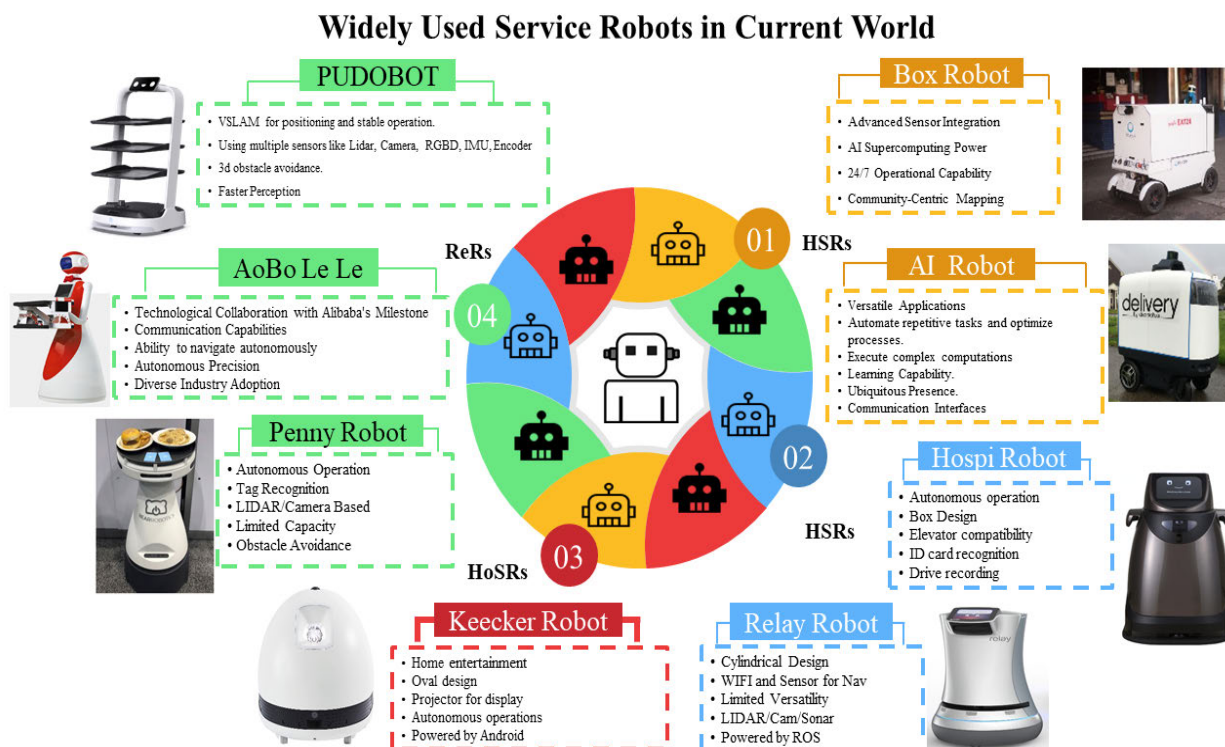 Widely Used Service Robots in Current World
PUDOBOT
VSLAM for positioning and stable operation.
Using multiple sensors like Lidar, Camera, RGBD, IMU, Encoder
3d obstacle avoidance.
Faster Perception
Box Robot
Advanced Sensor Integration
AI Supercomputing Power
24/7 Operational Capability
Community-Centric Mapping
EATS
ReRs
01
HSRs
AoBo Le Le
Technological Collaboration with Alibaba's Milestone
Communication Capabilities
Ability to navigate autonomously
Autonomous Precision
Diverse Industry Adoption
04
AI Robot
Versatile Applications
Automate repetitive tasks and optimize
processes.
Execute complex computations
Learning Capability.
Ubiquitous Presence.
Communication Interfaces
delivery
Penny Robot
Autonomous Operation
Tag Recognition
LIDAR/Camera Based
Limited Capacity
Obstacle Avoidance
02
HSRs
Hospi Robot
Autonomous operation
Box Design
Elevator compatibility
ID card recognition
Drive recording
03
HoSRs
Keecker Robot
Home entertainment
Oval design
Projector for display
Autonomous operations
Powered by Android
Relay Robot
Cylindrical Design
WIFI and Sensor for Nav
Limited Versatility
LIDAR/Cam/Sonar
Powered by ROS
relay